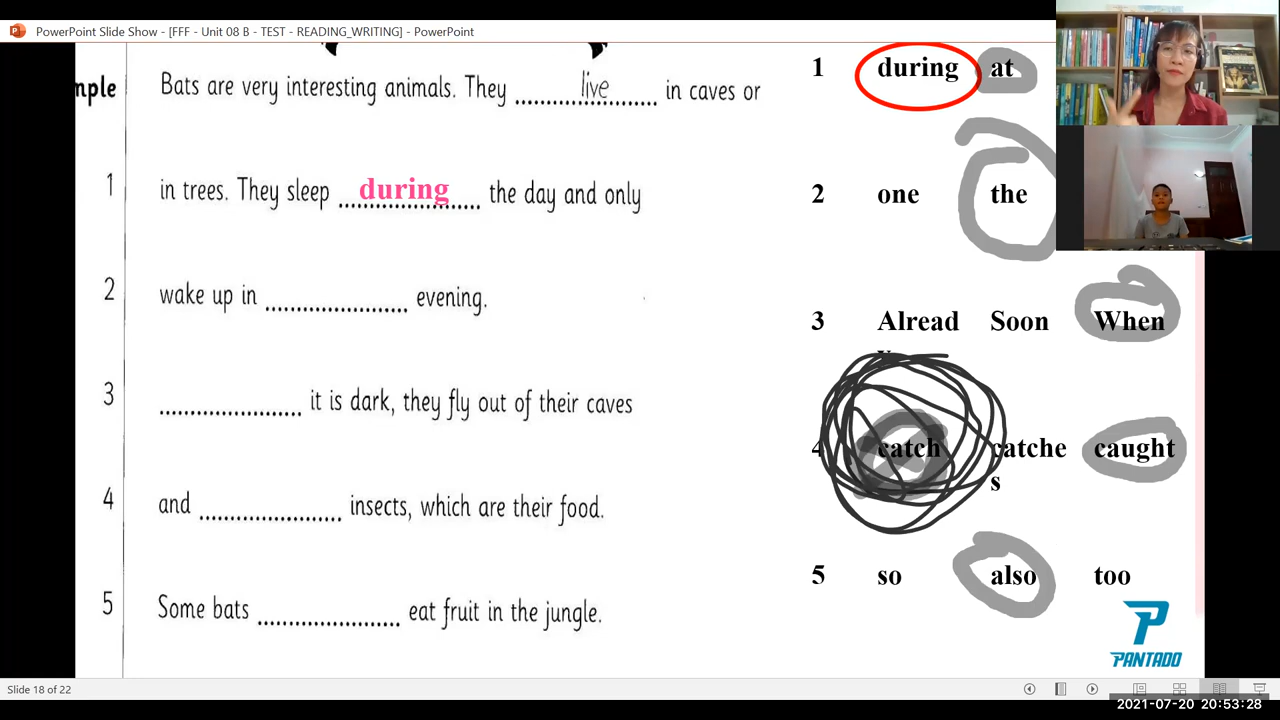 PowerPoint Slide Show - [FFF - Unit 08 B - TEST - READING_WRITING] - PowerPoint
mple Bats are very interesting animals. They live in caves or
1 in trees. They sleep during the day and only
2 wake up in evening.
3 it is dark, they fly out of their caves
4 and insects, which are their food.
5 Some bats eat fruit in the jungle.
1 during at
2 one the
3 Alread Soon When
4 catch catche caught
s
5 so also too
PANTADO
Slide 18 of 22
2021-07-20 20:53:28